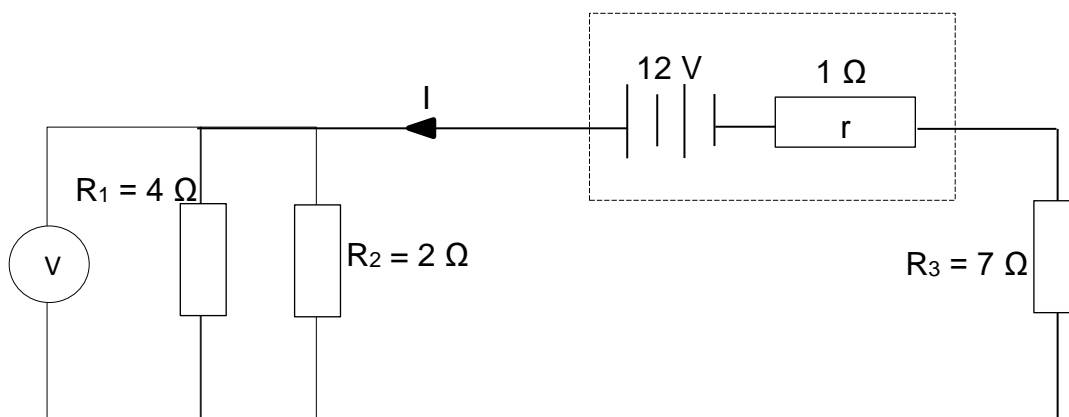 12 V
1 Ω
I
r
R₁ = 4 Ω
V
R₂ = 2 Ω
R₃ = 7 Ω